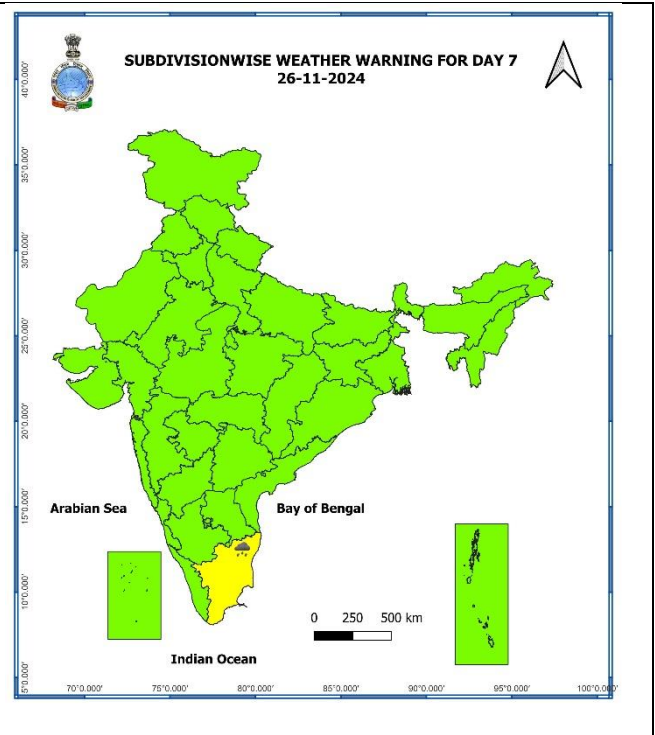 SUBDIVISIONWISE WEATHER WARNING FOR DAY 7
26-11-2024
40°0.000'
35°0.000'
30°0.000'
25°0.000'
20°0.000'
Arabian Sea
Bay of Bengal
15°0.000'
10°0.000'
0 250 500 km
Indian Ocean
5°0.000'
70°0.000' 75°0.000' 80°0.000' 85°0.000' 90°0.000' 95°0.000' 100°0.000'